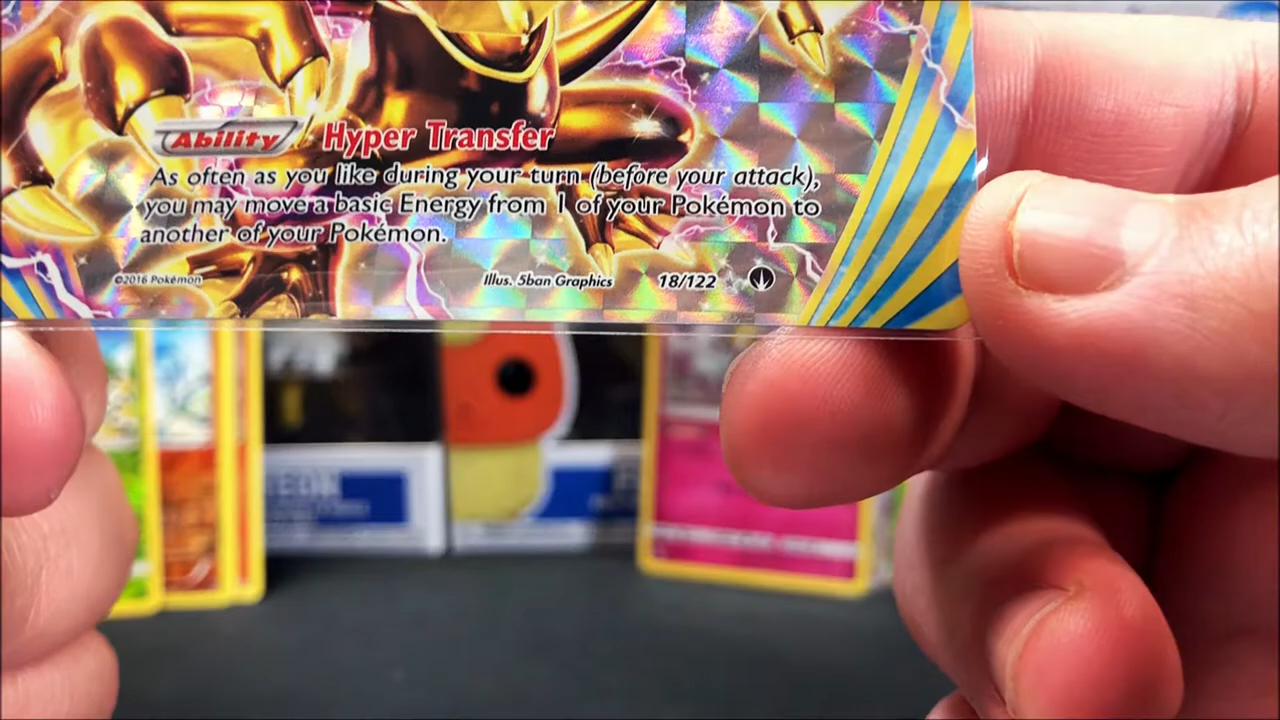 Ability Hyper Transfer
As often as you like during your turn (before your attack),
you may move a basic Energy from 1 of your Pokémon to
another of your Pokémon.
©2016 Pokémon Illus. 5ban Graphics 18/122